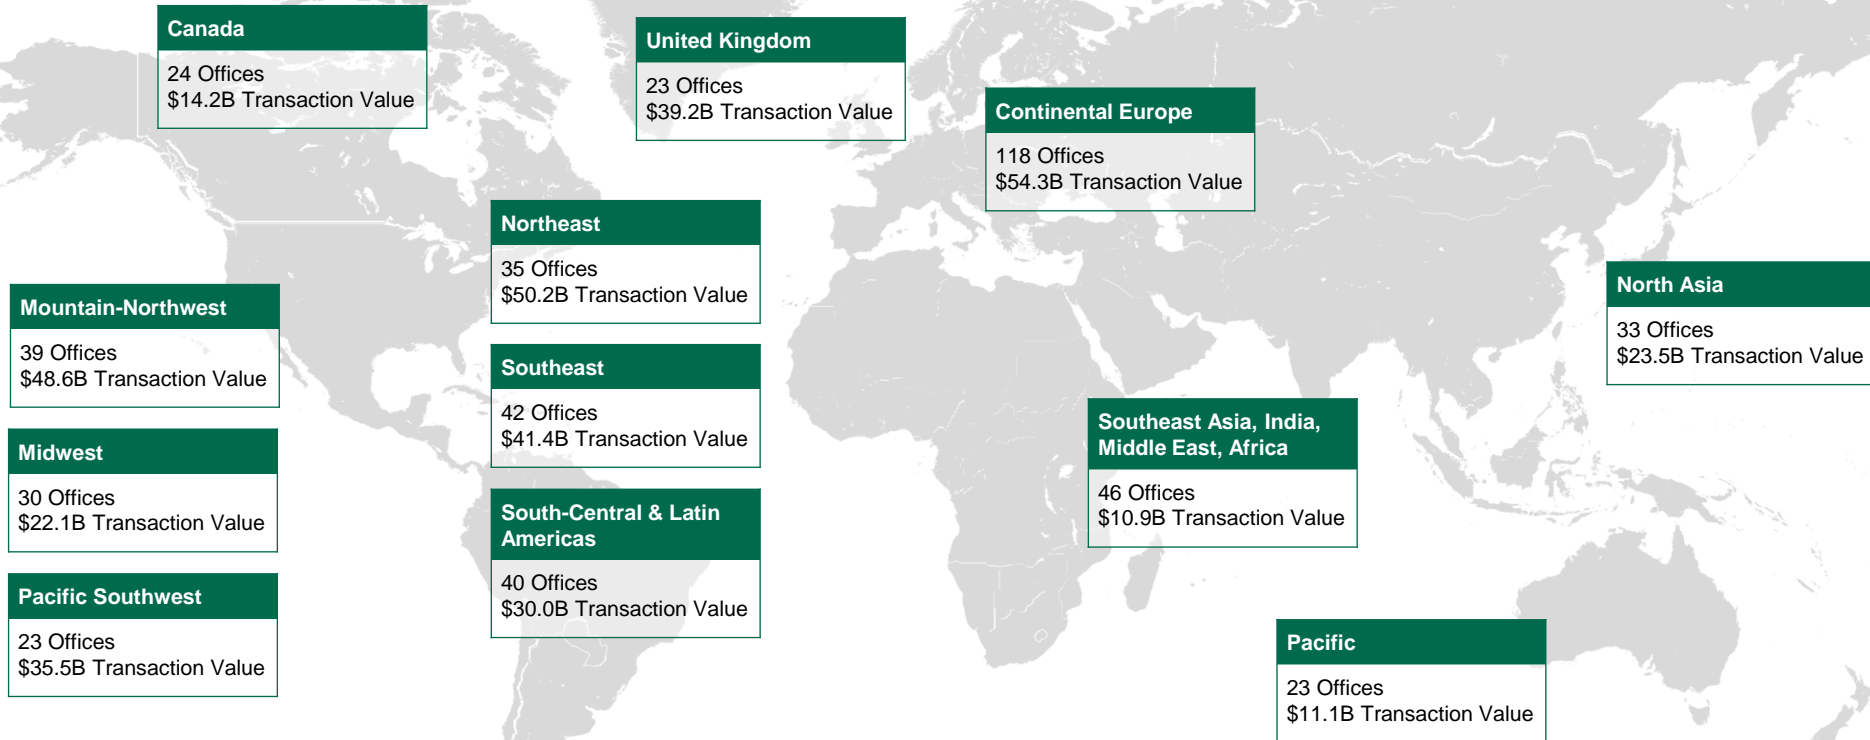 Canada
24 Offices
$14.2B Transaction Value
United Kingdom
23 Offices
$39.2B Transaction Value
Continental Europe
118 Offices
$54.3B Transaction Value
Northeast
35 Offices
$50.2B Transaction Value
Mountain-Northwest
39 Offices
$48.6B Transaction Value
North Asia
33 Offices
$23.5B Transaction Value
Southeast
42 Offices
$41.4B Transaction Value
Southeast Asia, India,
Middle East, Africa
46 Offices
$10.9B Transaction Value
Midwest
30 Offices
$22.1B Transaction Value
South-Central & Latin
Americas
40 Offices
$30.0B Transaction Value
Pacific Southwest
23 Offices
$35.5B Transaction Value
Pacific
23 Offices
$11.1B Transaction Value